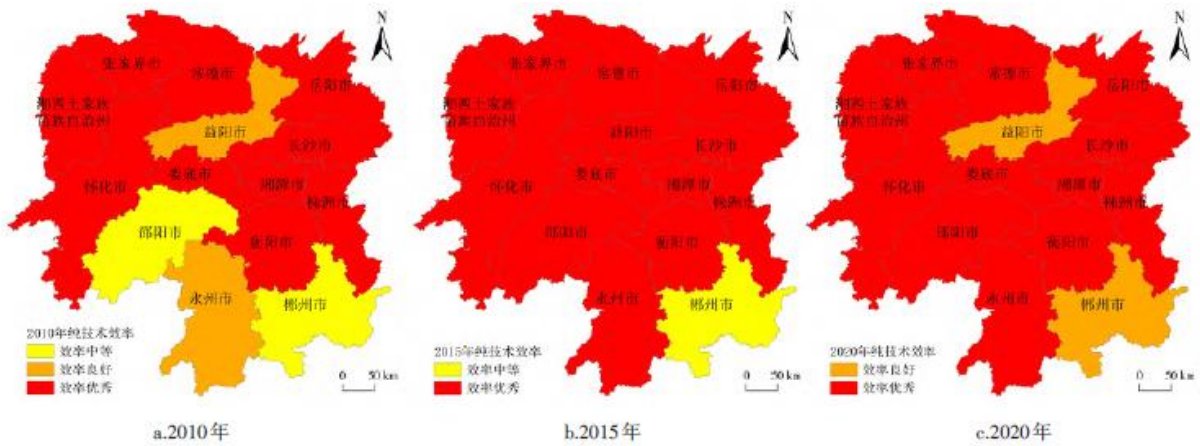 N
张家界市
常德市
岳阳市
湘西土家族
苗族自治州
益阳市
长沙市
怀化市
娄底市
湘潭市
株洲市
邵阳市
衡阳市
永州市
郴州市
2010年纯技术效率
效率中等
效率良好
效率优秀
0 50 km
a.2010年
N
张家界市
常德市
岳阳市
湘西土家族
苗族自治州
益阳市
长沙市
怀化市
娄底市
湘潭市
株洲市
邵阳市
衡阳市
永州市
郴州市
2015年纯技术效率
效率中等
效率优秀
0 50 km
b.2015年
N
张家界市
常德市
岳阳市
湘西土家族
苗族自治州
益阳市
长沙市
怀化市
娄底市
湘潭市
株洲市
邵阳市
衡阳市
永州市
郴州市
2020年纯技术效率
效率良好
效率优秀
0 50 km
c.2020年